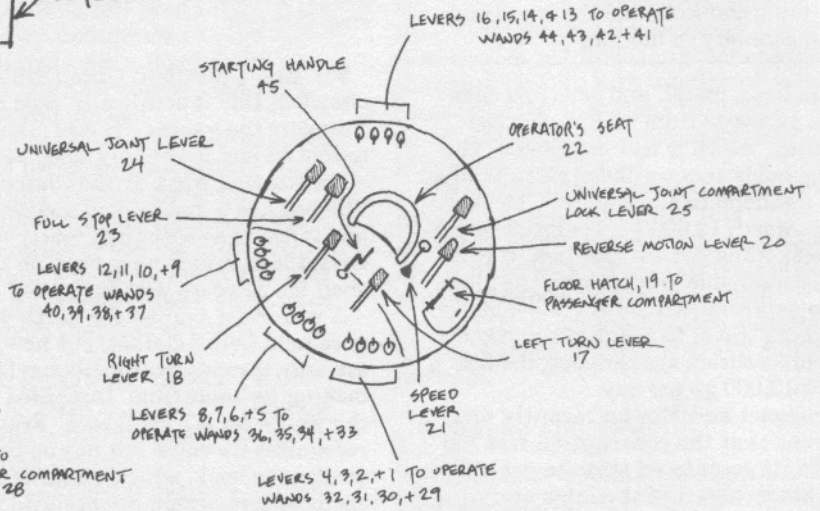 LEVERS 16,15,14,+13 TO OPERATE
WANDS 44,43,42,+41
STARTING HANDLE
45
OPERATOR'S SEAT
22
UNIVERSAL JOINT LEVER
24
UNIVERSAL JOINT COMPARTMENT
LOCK LEVER 25
FULL STOP LEVER
23
REVERSE MOTION LEVER 20
LEVERS 12,11,10,+9
TO OPERATE WANDS
40,39,38,+37
FLOOR HATCH, 19 TO
PASSENGER COMPARTMENT
LEFT TURN LEVER
17
RIGHT TURN
LEVER 18
SPEED
LEVER
21
LEVERS 8,7,6,+5 TO
OPERATE WANDS 36,35,34,+33
COMPARTMENT
28
LEVERS 4,3,2,+1 TO OPERATE
WANDS 32,31,30,+29